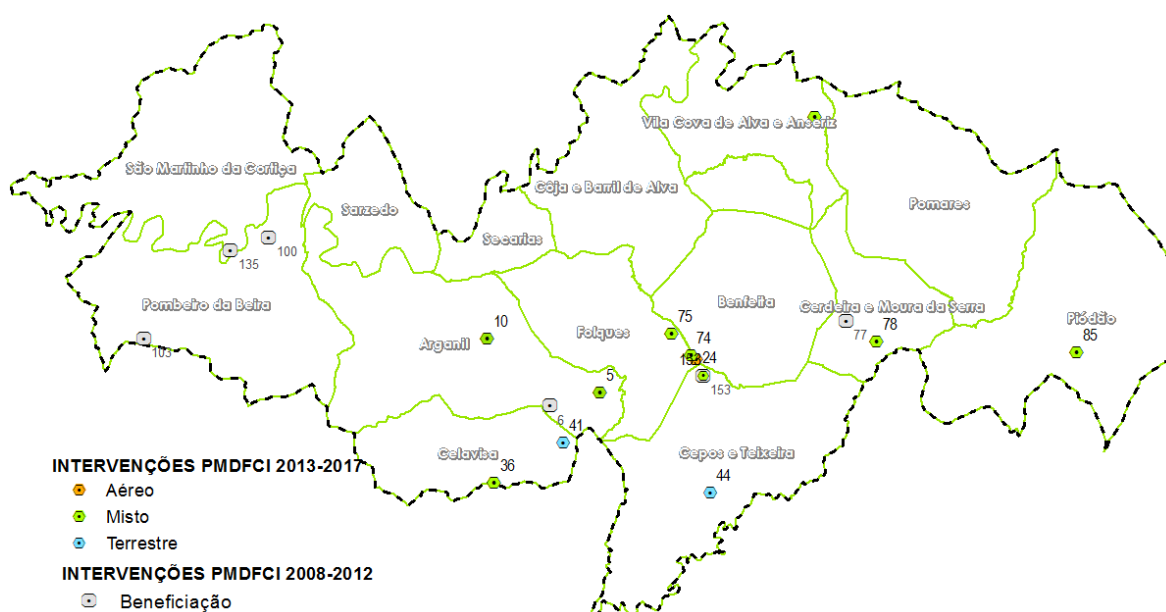 Vila Cova de Alva e Anseriz
São Martinho da Cortiça
Côja e Barril de Alva
Sarzedo
Pomares
Secarias
100
135
Pombeiro da Beira
103
Arganil
10
Folques
75
74
24
153
Benfeita
Cerdeira e Moura da Serra
77
78
Piódão
85
5
6
41
Celavisa
36
Cepos e Teixeira
44
INTERVENÇÕES PMDFCI 2013-2017
Aéreo
Misto
Terrestre
INTERVENÇÕES PMDFCI 2008-2012
Beneficiação